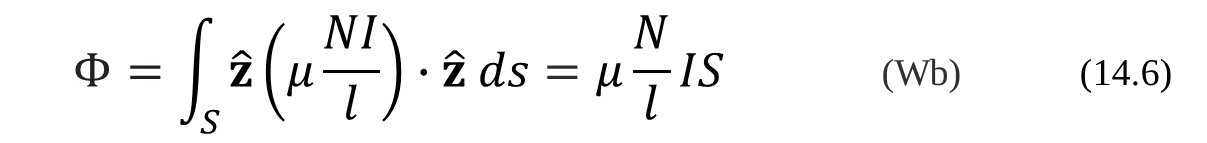 Φ = ∫_S ẑ (μ NI/l) · ẑ ds = μ N/l IS (Wb) (14.6)